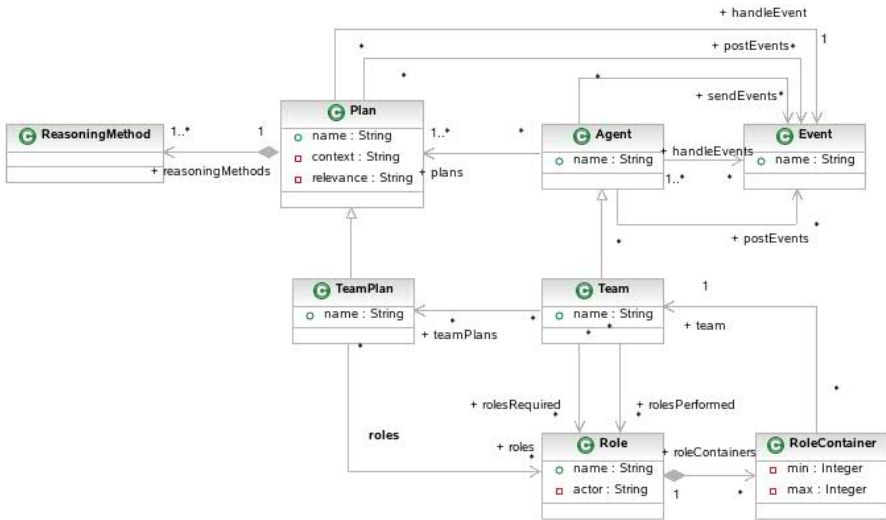 + handleEvent
*
1
+ postEvents*
*
*
+ sendEvents*
C Plan
name : String
context : String
relevance : String
C ReasoningMethod
1..*
1
+ reasoningMethods
1..*
*
+ plans
C Agent
name : String
+ handleEvents
1..*
*
C Event
name : String
*
+ postEvents
*
C TeamPlan
name : String
*
C Team
name : String
* *
1
+ team
*
+ teamPlans
*
*
+ rolesRequired
*
+ rolesPerformed
*
roles
+ roles
*
C Role
name : String
actor : String
+ roleContainers
1
*
C RoleContainer
min : Integer
max : Integer